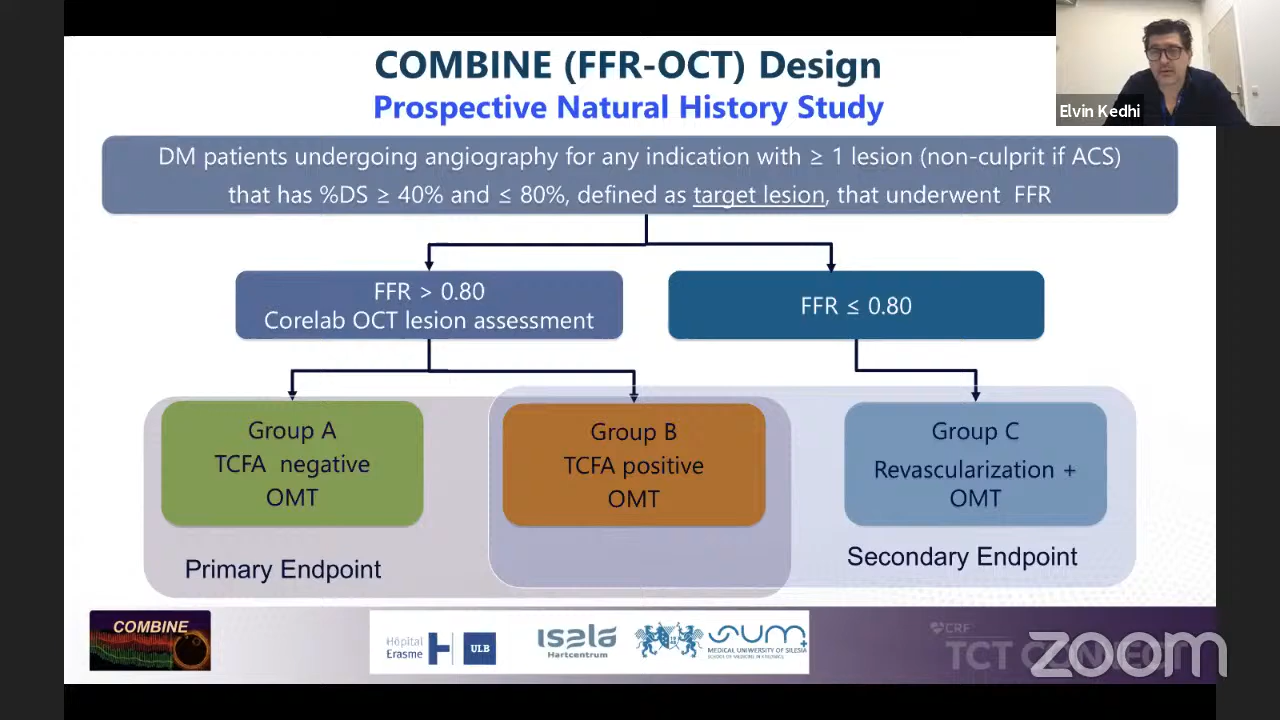 COMBINE (FFR-OCT) Design
Prospective Natural History Study
Elvin Kedhi
DM patients undergoing angiography for any indication with ≥ 1 lesion (non-culprit if ACS)
that has %DS ≥ 40% and ≤ 80%, defined as target lesion, that underwent FFR
FFR > 0.80
Corelab OCT lesion assessment
FFR ≤ 0.80
Group A
TCFA negative
OMT
Group B
TCFA positive
OMT
Group C
Revascularization +
OMT
Primary Endpoint
Secondary Endpoint
COMBINE
Hôpital
Erasme
ULB
isala
Hartcentrum
SUM
MEDICAL UNIVERSITY OF SILESIA
CRF
TCT
zoom